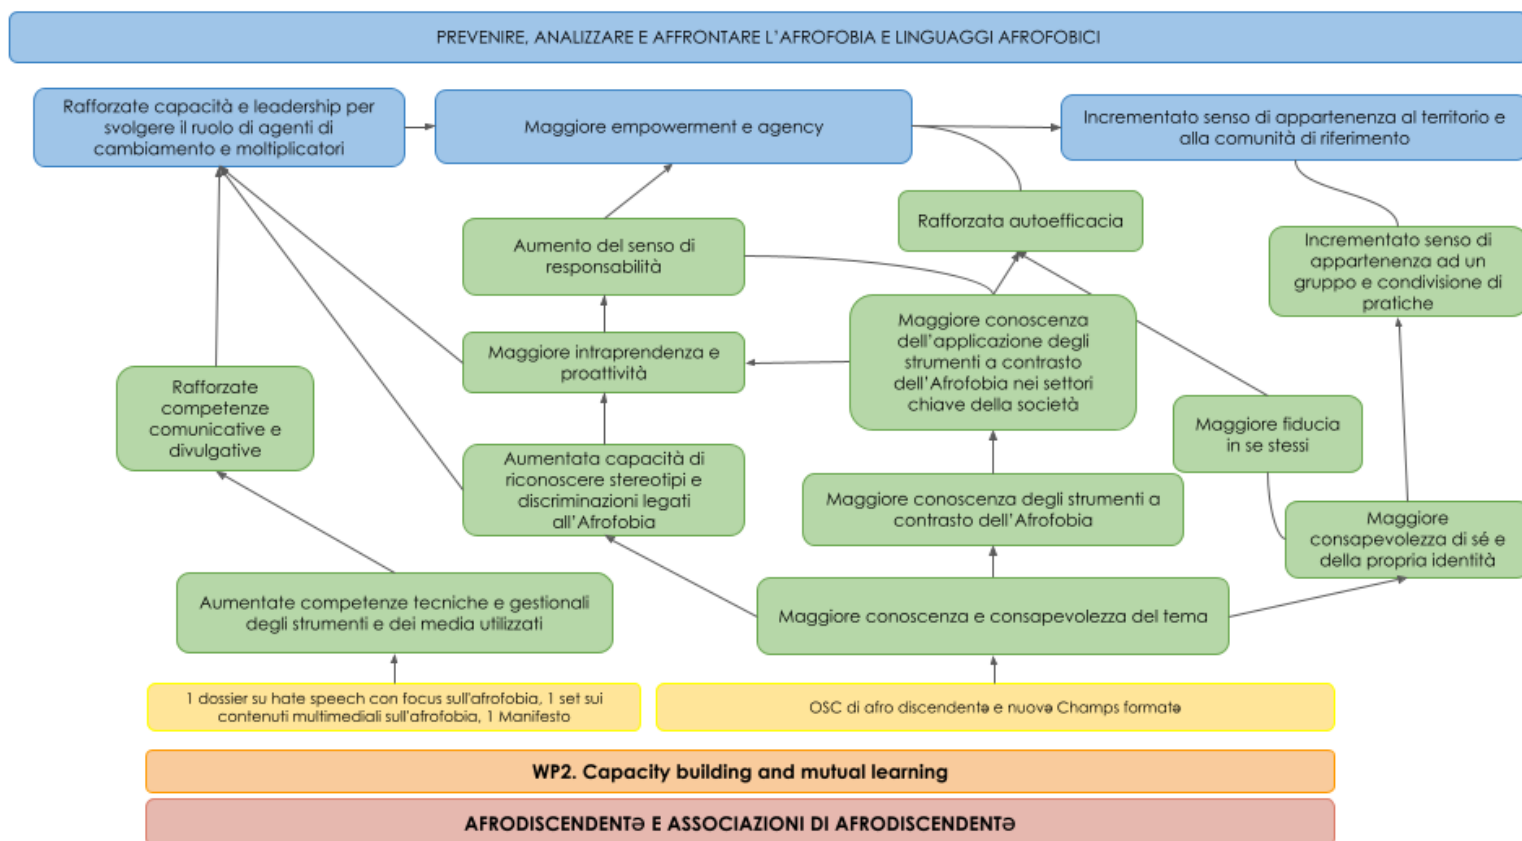 PREVENIRE, ANALIZZARE E AFFRONTARE L'AFROFOBIA E LINGUAGGI AFROFOBICI
Rafforzate capacità e leadership per
svolgere il ruolo di agenti di
cambiamento e moltiplicatori
Maggiore empowerment e agency
Incrementato senso di appartenenza al territorio e
alla comunità di riferimento
Rafforzata autoefficacia
Aumento del senso di
responsabilità
Incrementato senso di
appartenenza ad un
gruppo e condivisione di
pratiche
Maggiore conoscenza
dell'applicazione degli
strumenti a contrasto
dell'Afrofobia nei settori
chiave della società
Maggiore intraprendenza e
proattività
Rafforzate
competenze
comunicative e
divulgative
Maggiore fiducia
in se stessi
Aumentata capacità di
riconoscere stereotipi e
discriminazioni legati
all'Afrofobia
Maggiore conoscenza degli strumenti a
contrasto dell'Afrofobia
Maggiore
consapevolezza di sé e
della propria identità
Aumentate competenze tecniche e gestionali
degli strumenti e dei media utilizzati
Maggiore conoscenza e consapevolezza del tema
1 dossier su hate speech con focus sull'afrofobia, 1 set sui
contenuti multimediali sull'afrofobia, 1 Manifesto
OSC di afro discendentə e nuovə Champs formatə
WP2. Capacity building and mutual learning
AFRODISCENDENTƏ E ASSOCIAZIONI DI AFRODISCENDENTƏ